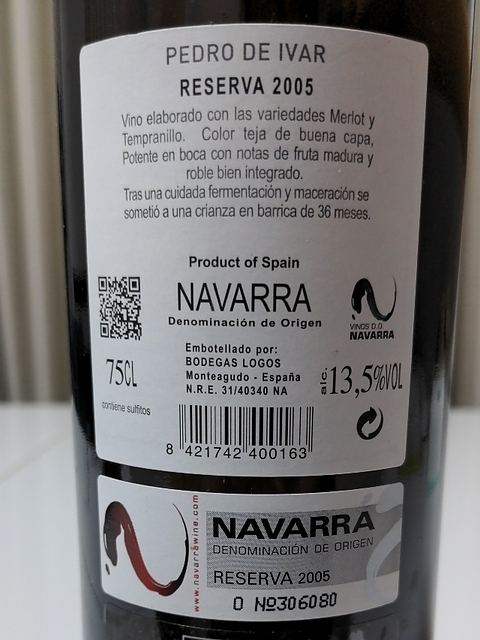 PEDRO DE IVAR
RESERVA 2005
Vino elaborado con las variedades Merlot y
Tempranillo. Color teja de buena capa,
Potente en boca con notas de fruta madura y
roble bien integrado.
Tras una cuidada fermentación y maceración se
sometió a una crianza en barrica de 36 meses.
Product of Spain
NAVARRA
Denominación de Origen
VINOS D.O.
NAVARRA
Embotellado por:
BODEGAS LOGOS
Monteagudo - España
N.R.E. 31/40340 NA
75CL
13,5%VOL
contiene sulfitos
8 421742 400163
www.navarrawine.com
NAVARRA
DENOMINACIÓN DE ORIGEN
RESERVA 2005
O Nº306080